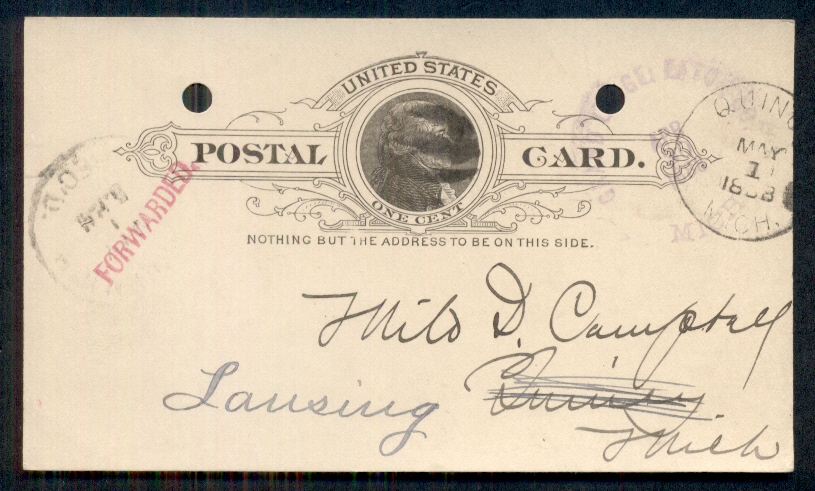 UNITED STATES
POSTAL CARD.
ONE CENT
NOTHING BUT THE ADDRESS TO BE ON THIS SIDE.
FORWARDED.
MAY
1
1888
MICH.
Milo D. Campbell
Lansing Quincy
Mich